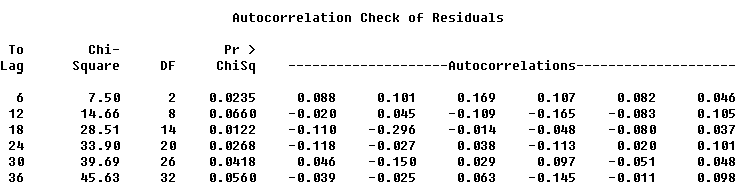 Autocorrelation Check of Residuals
To Chi- Pr >
Lag Square DF ChiSq --------------------Autocorrelations--------------------
6 7.50 2 0.0235 0.088 0.101 0.169 0.107 0.082 0.046
12 14.66 8 0.0660 -0.020 0.045 -0.109 -0.165 -0.083 0.105
18 28.51 14 0.0122 -0.110 -0.296 -0.014 -0.048 -0.080 0.037
24 33.90 20 0.0268 -0.118 -0.027 0.038 -0.113 0.020 0.101
30 39.69 26 0.0418 0.046 -0.150 0.029 0.097 -0.051 0.048
36 45.63 32 0.0560 -0.039 -0.025 0.063 -0.145 -0.011 0.098